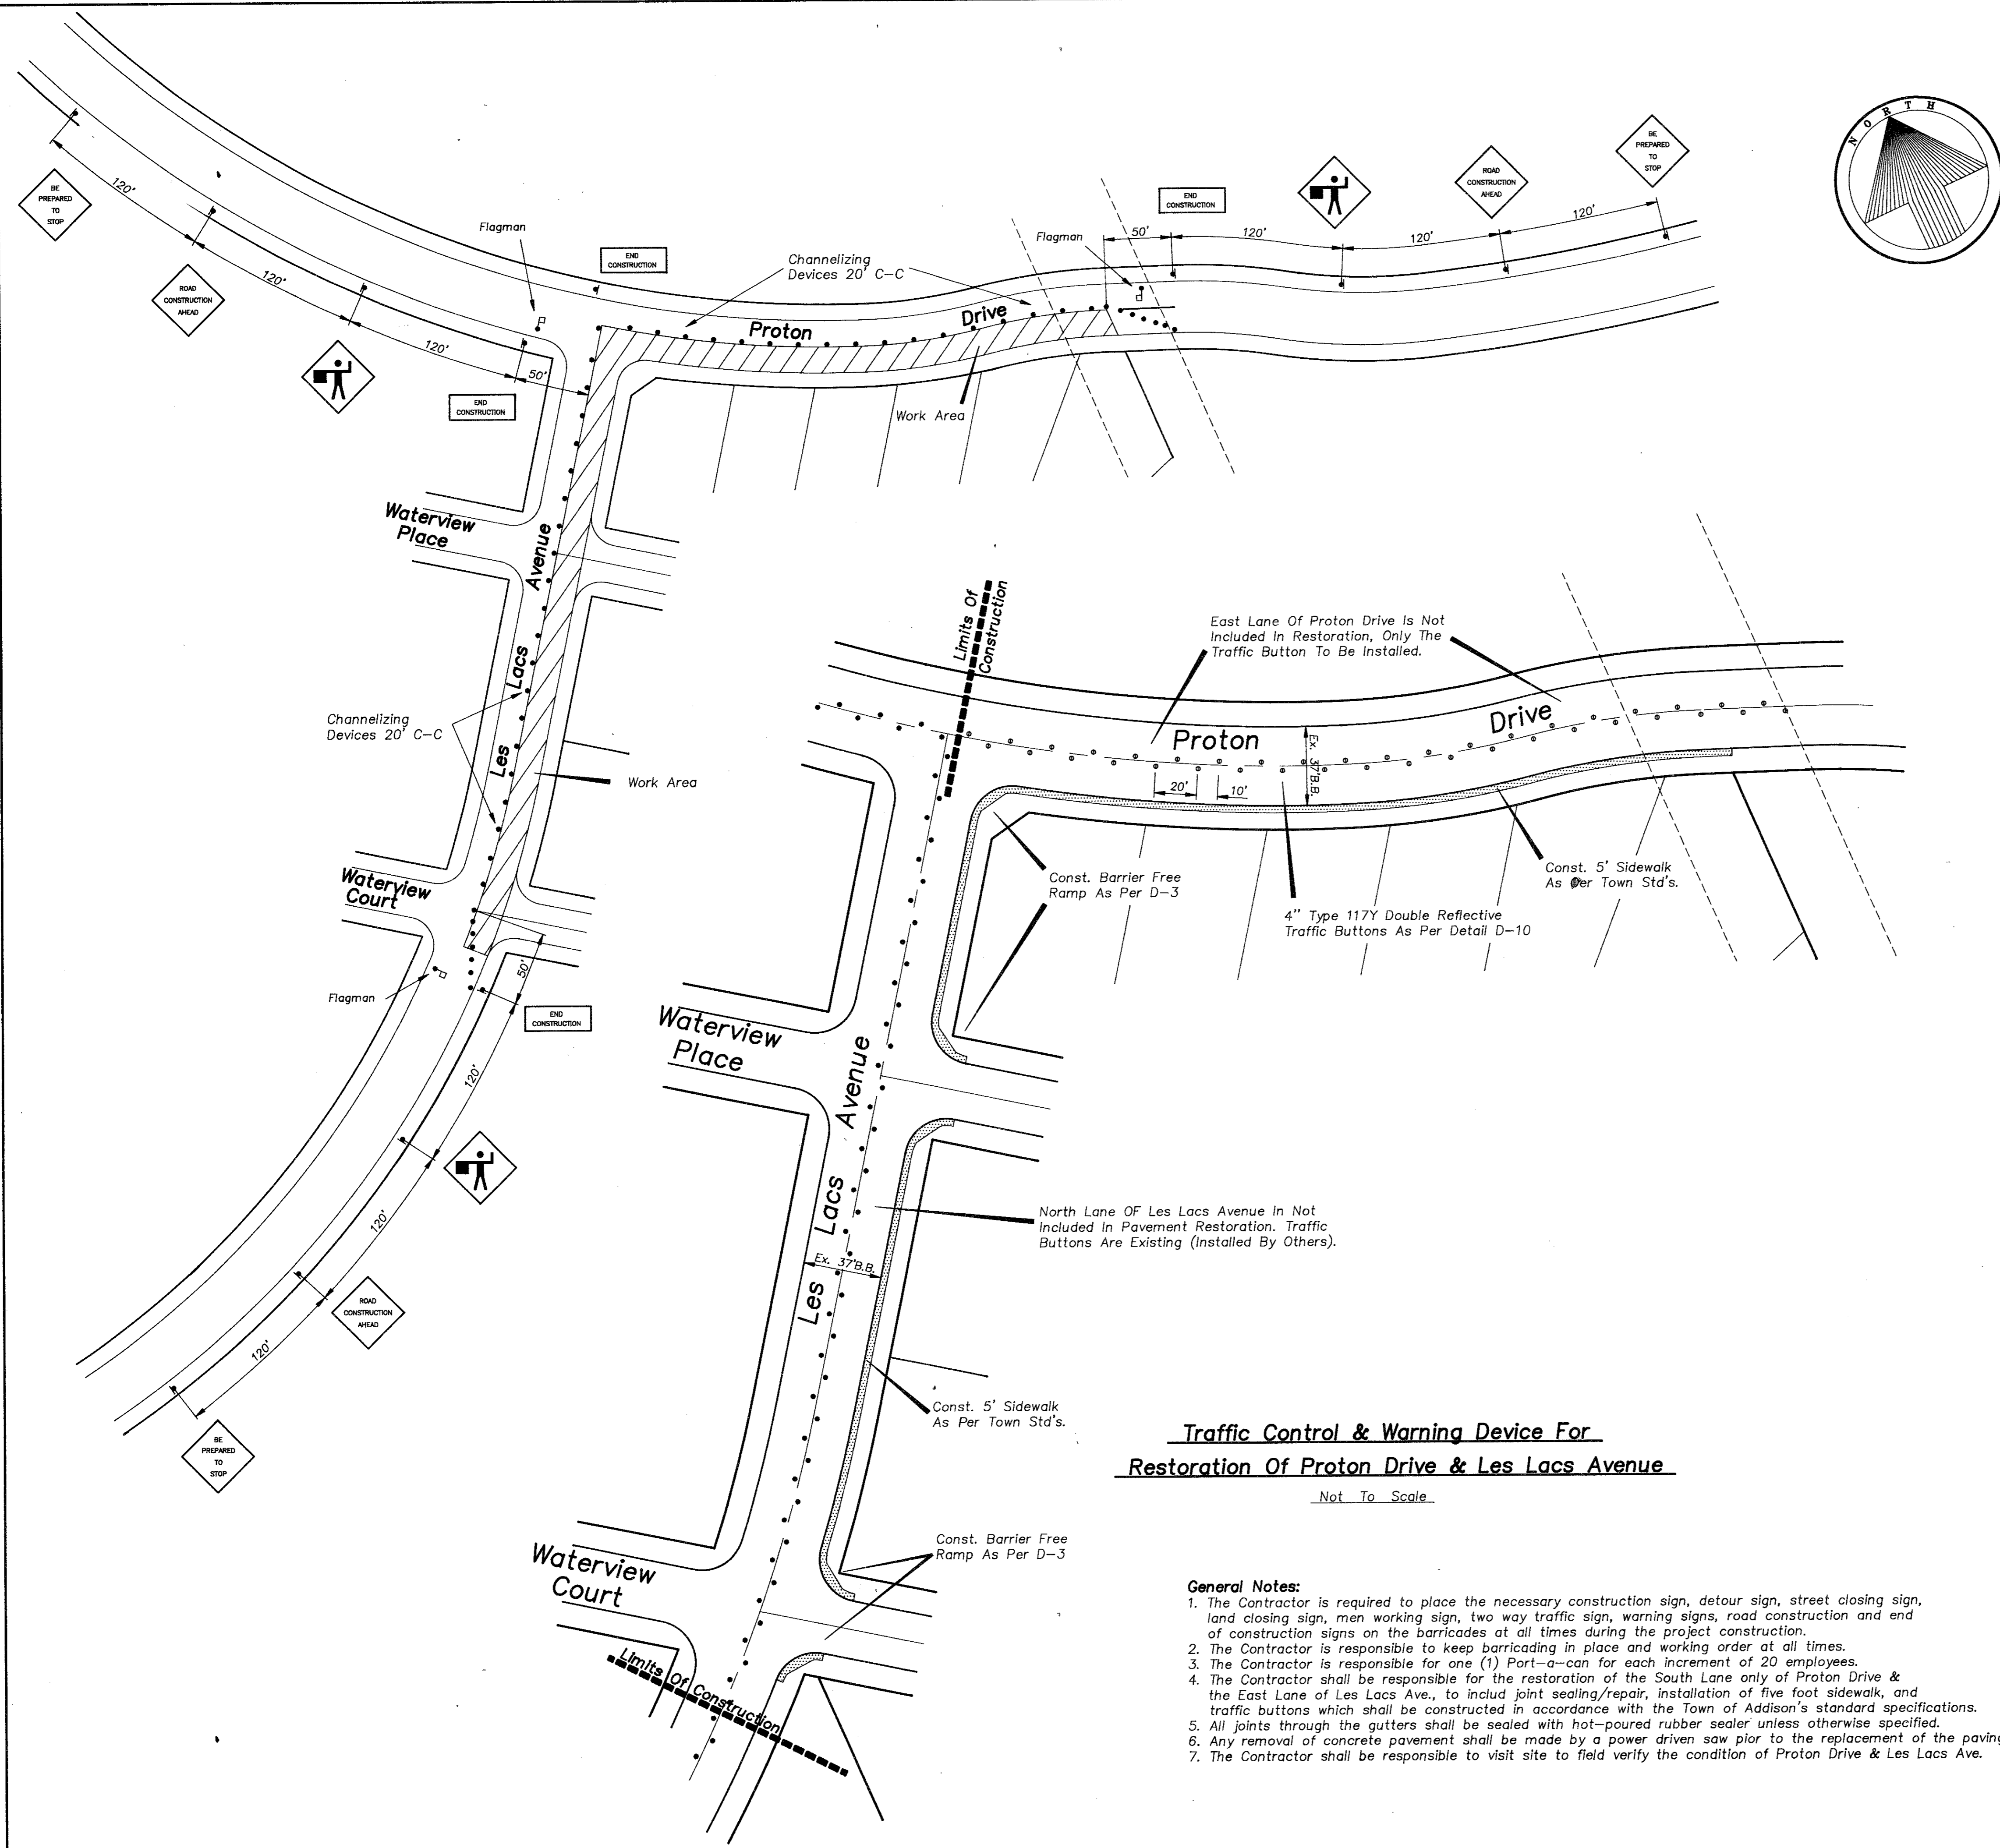 NORTH
BE
PREPARED
TO
STOP
120'
ROAD
CONSTRUCTION
AHEAD
120'
120'
50'
END
CONSTRUCTION
Flagman
END
CONSTRUCTION
Channelizing
Devices 20' C-C
Proton
Drive
Work Area
Flagman
50'
END
CONSTRUCTION
120'
120'
ROAD
CONSTRUCTION
AHEAD
120'
BE
PREPARED
TO
STOP
Waterview
Place
Les Lacs Avenue
Channelizing
Devices 20' C-C
Work Area
Waterview
Court
Flagman
50'
END
CONSTRUCTION
120'
120'
ROAD
CONSTRUCTION
AHEAD
120'
BE
PREPARED
TO
STOP
Limits Of
Construction
East Lane Of Proton Drive Is Not
Included In Restoration, Only The
Traffic Button To Be Installed.
Proton
Drive
Ex. 37'B.B.
20'
10'
Const. Barrier Free
Ramp As Per D-3
4" Type 117Y Double Reflective
Traffic Buttons As Per Detail D-10
Const. 5' Sidewalk
As Per Town Std's.
Waterview
Place
Les Lacs Avenue
North Lane OF Les Lacs Avenue In Not
Included In Pavement Restoration. Traffic
Buttons Are Existing (Installed By Others).
Ex. 37'B.B.
Const. 5' Sidewalk
As Per Town Std's.
Const. Barrier Free
Ramp As Per D-3
Waterview
Court
Limits Of Construction
Traffic Control & Warning Device For
Restoration Of Proton Drive & Les Lacs Avenue
Not To Scale
General Notes:
1. The Contractor is required to place the necessary construction sign, detour sign, street closing sign,
land closing sign, men working sign, two way traffic sign, warning signs, road construction and end
of construction signs on the barricades at all times during the project construction.
2. The Contractor is responsible to keep barricading in place and working order at all times.
3. The Contractor is responsible for one (1) Port-a-can for each increment of 20 employees.
4. The Contractor shall be responsible for the restoration of the South Lane only of Proton Drive &
the East Lane of Les Lacs Ave., to includ joint sealing/repair, installation of five foot sidewalk, and
traffic buttons which shall be constructed in accordance with the Town of Addison's standard specifications.
5. All joints through the gutters shall be sealed with hot-poured rubber sealer unless otherwise specified.
6. Any removal of concrete pavement shall be made by a power driven saw pior to the replacement of the paving
7. The Contractor shall be responsible to visit site to field verify the condition of Proton Drive & Les Lacs Ave.